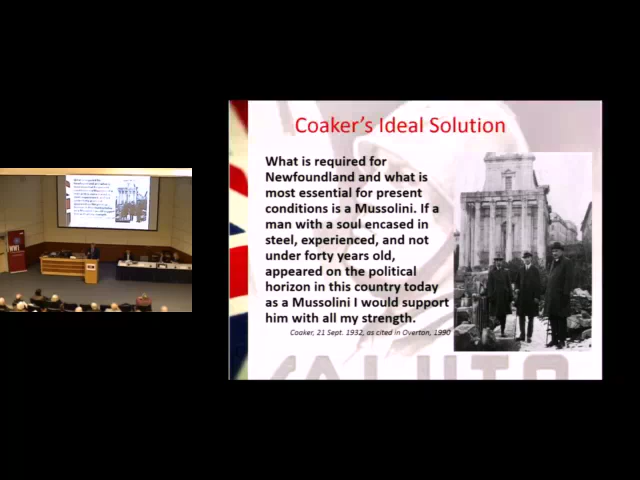 Coaker's Ideal Solution
What is required for
Newfoundland and what is
most essential for present
conditions is a Mussolini. If a
man with a soul encased in
steel, experienced, and not
under forty years old,
appeared on the political
horizon in this country today
as a Mussolini I would support
him with all my strength.
Coaker, 21 Sept. 1932, as cited in Overton, 1990